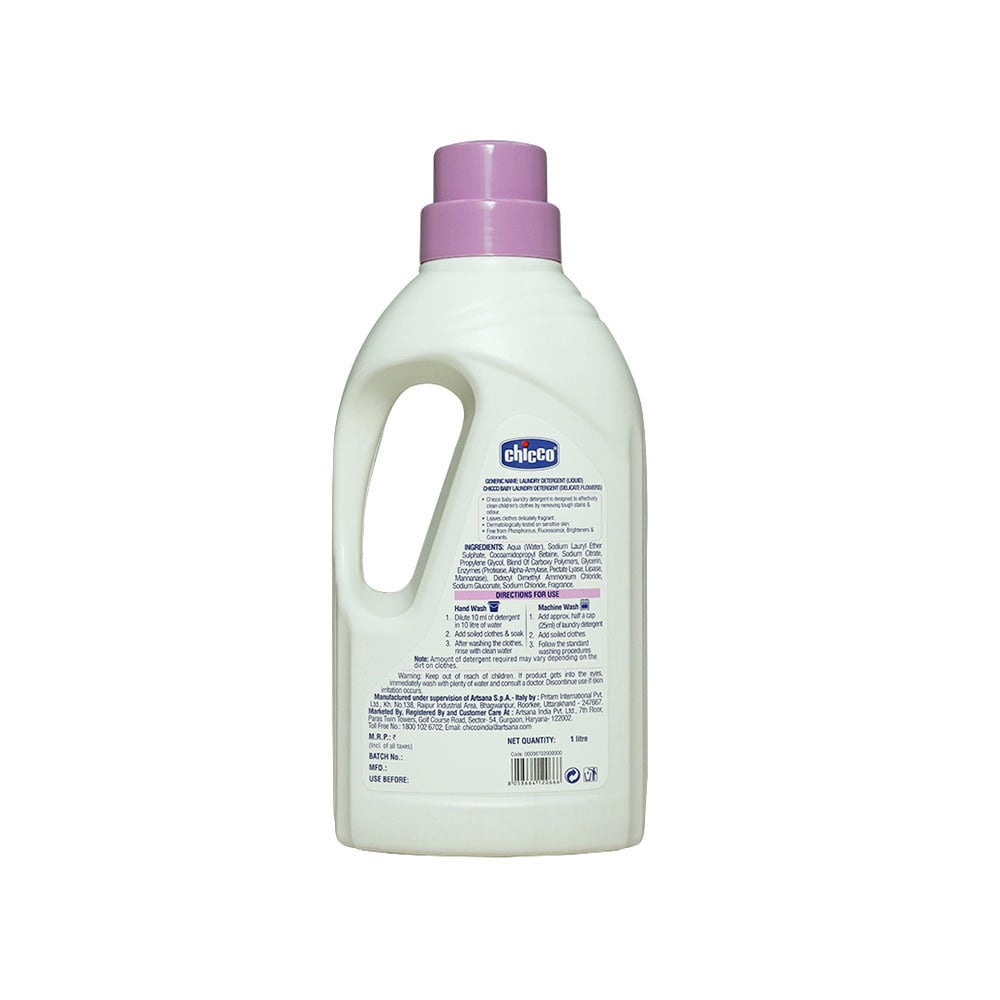 chicco
GENERIC NAME: LAUNDRY DETERGENT (LIQUID)
CHICCO BABY LAUNDRY DETERGENT (DELICATE FLOWERS)
• Chicco baby laundry detergent is designed to effectively
clean children's clothes by removing tough stains &
odour.
• Leaves clothes delicately fragrant
• Dermatologically tested on sensitive skin.
• Free from Phosphorous, Fluorescence, Brighteners &
Colorants.
INGREDIENTS: Aqua (Water), Sodium Lauryl Ether
Sulphate, Cocoamidopropyl Betaine, Sodium Citrate,
Propylene Glycol, Blend Of Carboxy Polymers, Glycerin,
Enzymes (Protease, Alpha-Amylase, Pectate Lyase, Lipase,
Mannanase), Didecyl Dimethyl Ammonium Chloride,
Sodium Gluconate, Sodium Chloride, Fragrance.
DIRECTIONS FOR USE
Hand Wash
1. Dilute 10 ml of detergent
in 10 litre of water
2. Add soiled clothes & soak
3. After washing the clothes,
rinse with clean water
Machine Wash
1. Add approx. half a cap
(25ml) of laundry detergent
2. Add soiled clothes
3. Follow the standard
washing procedures
Note: Amount of detergent required may vary depending on the
dirt on clothes.
Warning: Keep out of reach of children. If product gets into the eyes,
immediately wash with plenty of water and consult a doctor. Discontinue use if skin
irritation occurs.
Manufactured under supervision of Artsana S.p.A.- Italy by : Pritam International Pvt.
Ltd., Kh. No.138, Raipur Industrial Area, Bhagwanpur, Roorkee, Uttarakhand - 247667.
Marketed By, Registered By and Customer Care At : Artsana India Pvt. Ltd., 7th Floor,
Paras Twin Towers, Golf Course Road, Sector- 54, Gurgaon, Haryana- 122002.
Toll Free No.: 1800 102 6702; Email: chiccoindia@artsana.com
M.R.P.: ₹
(Incl. of all taxes)
BATCH No.:
MFD.:
USE BEFORE:
NET QUANTITY: 1 litre
Code: 00006702000000
8 058664 120666